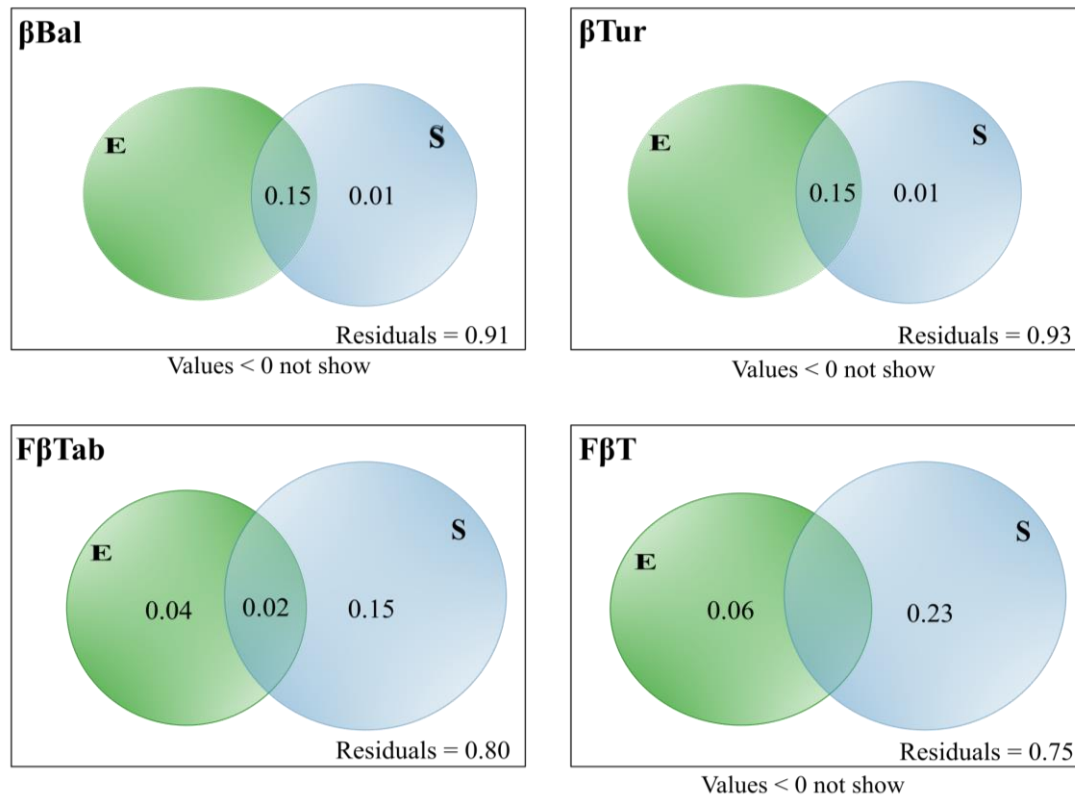 βBal
E
S
0.15
0.01
Residuals = 0.91
Values < 0 not show
βTur
E
S
0.15
0.01
Residuals = 0.93
Values < 0 not show
FβTab
E
S
0.04
0.02
0.15
Residuals = 0.80
FβT
E
S
0.06
0.23
Residuals = 0.75
Values < 0 not show